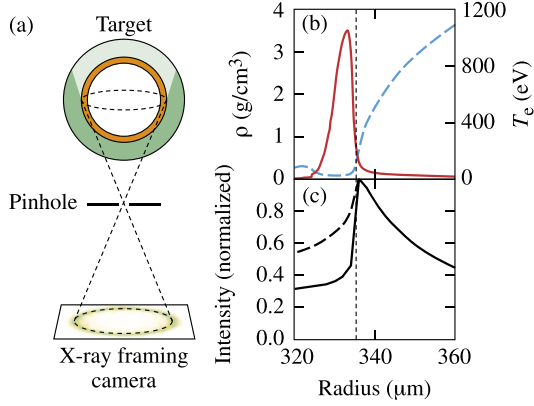 (a)
Target
Pinhole
X-ray framing
camera
(b)
4
3
2
1
0
ρ (g/cm³)
1200
1000
800
400
0
Tₑ (eV)
(c)
0.8
0.6
0.4
0.2
0.0
Intensity (normalized)
320
340
360
Radius (μm)